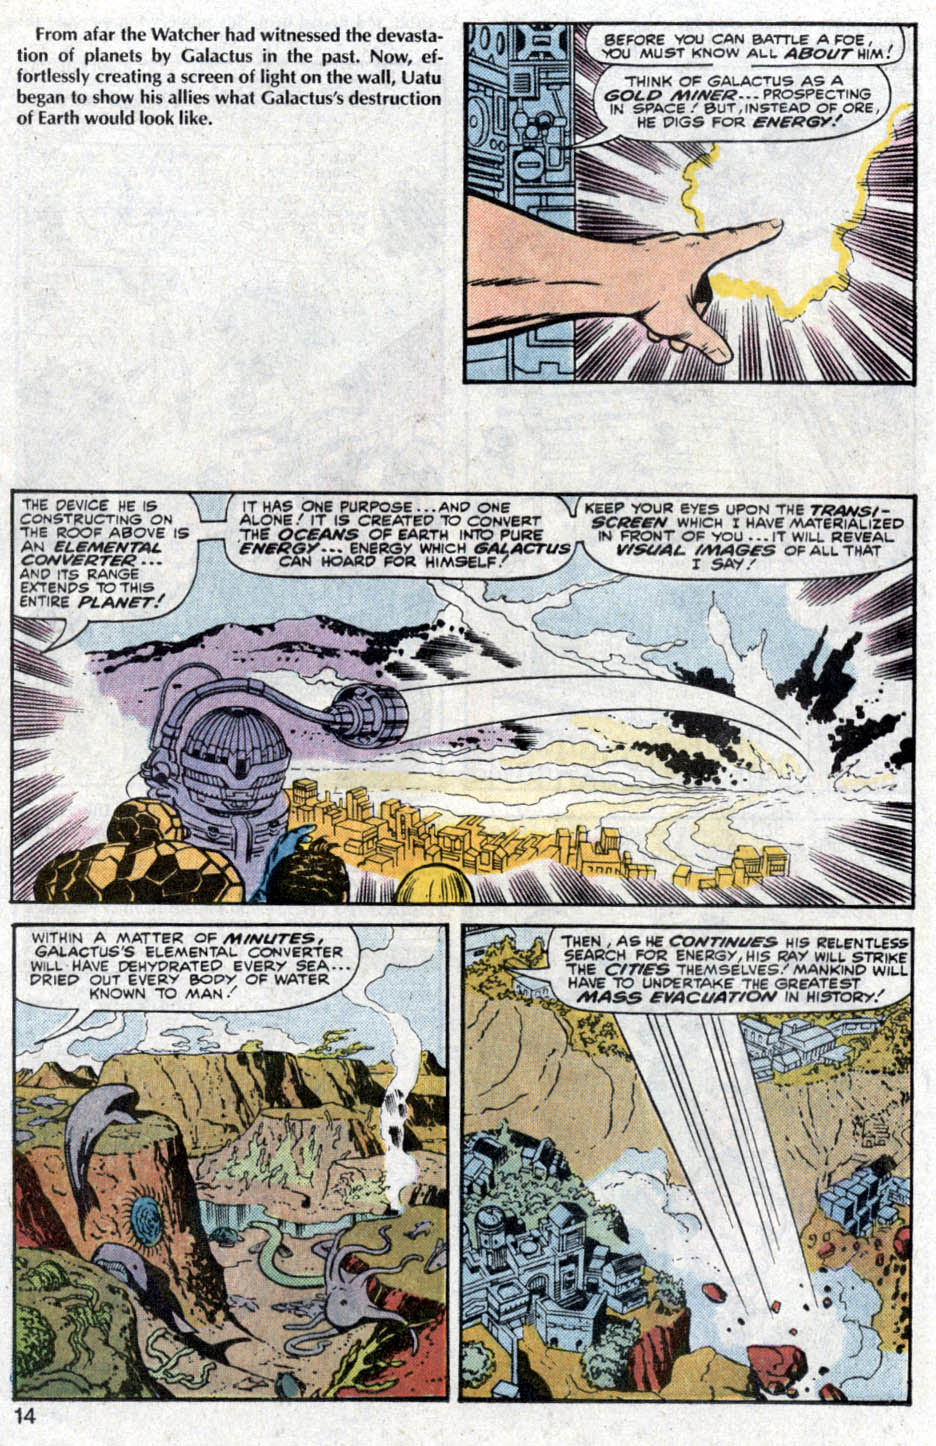 From afar the Watcher had witnessed the devasta-
tion of planets by Galactus in the past. Now, ef-
fortlessly creating a screen of light on the wall, Uatu
began to show his allies what Galactus's destruction
of Earth would look like.
BEFORE YOU CAN BATTLE A FOE,
YOU MUST KNOW ALL ABOUT HIM!
THINK OF GALACTUS AS A
GOLD MINER... PROSPECTING
IN SPACE! BUT, INSTEAD OF ORE,
HE DIGS FOR ENERGY!
THE DEVICE HE IS
CONSTRUCTING ON
THE ROOF ABOVE IS
AN ELEMENTAL
CONVERTER...
AND ITS RANGE
EXTENDS TO THIS
ENTIRE PLANET!
IT HAS ONE PURPOSE...AND ONE
ALONE! IT IS CREATED TO CONVERT
THE OCEANS OF EARTH INTO PURE
ENERGY... ENERGY WHICH GALACTUS
CAN HOARD FOR HIMSELF!
KEEP YOUR EYES UPON THE TRANSI-
SCREEN WHICH I HAVE MATERIALIZED
IN FRONT OF YOU...IT WILL REVEAL
VISUAL IMAGES OF ALL THAT
I SAY!
WITHIN A MATTER OF MINUTES,
GALACTUS'S ELEMENTAL CONVERTER
WILL HAVE DEHYDRATED EVERY SEA...
DRIED OUT EVERY BODY OF WATER
KNOWN TO MAN!
THEN, AS HE CONTINUES HIS RELENTLESS
SEARCH FOR ENERGY, HIS RAY WILL STRIKE
THE CITIES THEMSELVES! MANKIND WILL
HAVE TO UNDERTAKE THE GREATEST
MASS EVACUATION IN HISTORY!
14